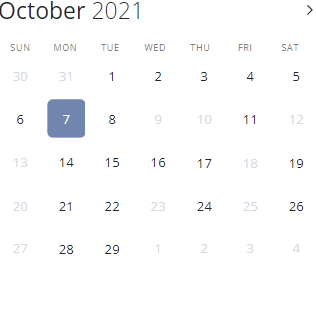 October 2021
SUN MON TUE WED THU FRI SAT
30 31 1 2 3 4 5
6 7 8 9 10 11 12
13 14 15 16 17 18 19
20 21 22 23 24 25 26
27 28 29 1 2 3 4